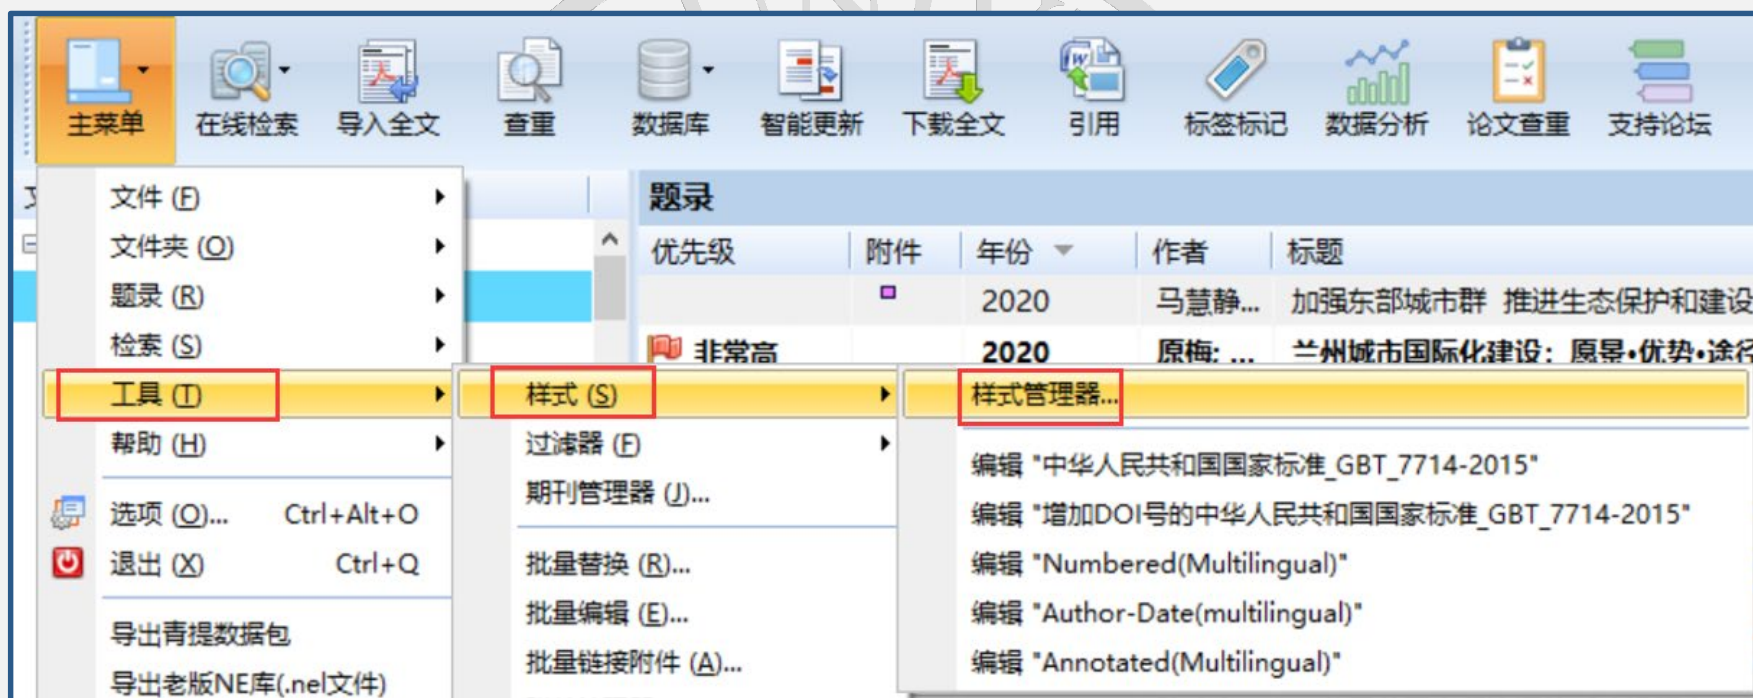 主菜单 在线检索 导入全文 查重 数据库 智能更新 下载全文 引用 标签标记 数据分析 论文查重 支持论坛
题录
优先级 附件 年份 作者 标题
2020 马慧静... 加强东部城市群 推进生态保护和建设
非常高 2020 原梅; ... 兰州城市国际化建设：愿景•优势•途径
文件 (F)
文件夹 (O)
题录 (R)
检索 (S)
工具 (T)
帮助 (H)
选项 (O)... Ctrl+Alt+O
退出 (X) Ctrl+Q
导出青提数据包
导出老版NE库(.nel文件)
样式 (S)
过滤器 (F)
期刊管理器 (J)...
批量替换 (R)...
批量编辑 (E)...
批量链接附件 (A)...
样式管理器...
编辑 "中华人民共和国国家标准_GBT_7714-2015"
编辑 "增加DOI号的中华人民共和国国家标准_GBT_7714-2015"
编辑 "Numbered(Multilingual)"
编辑 "Author-Date(multilingual)"
编辑 "Annotated(Multilingual)"